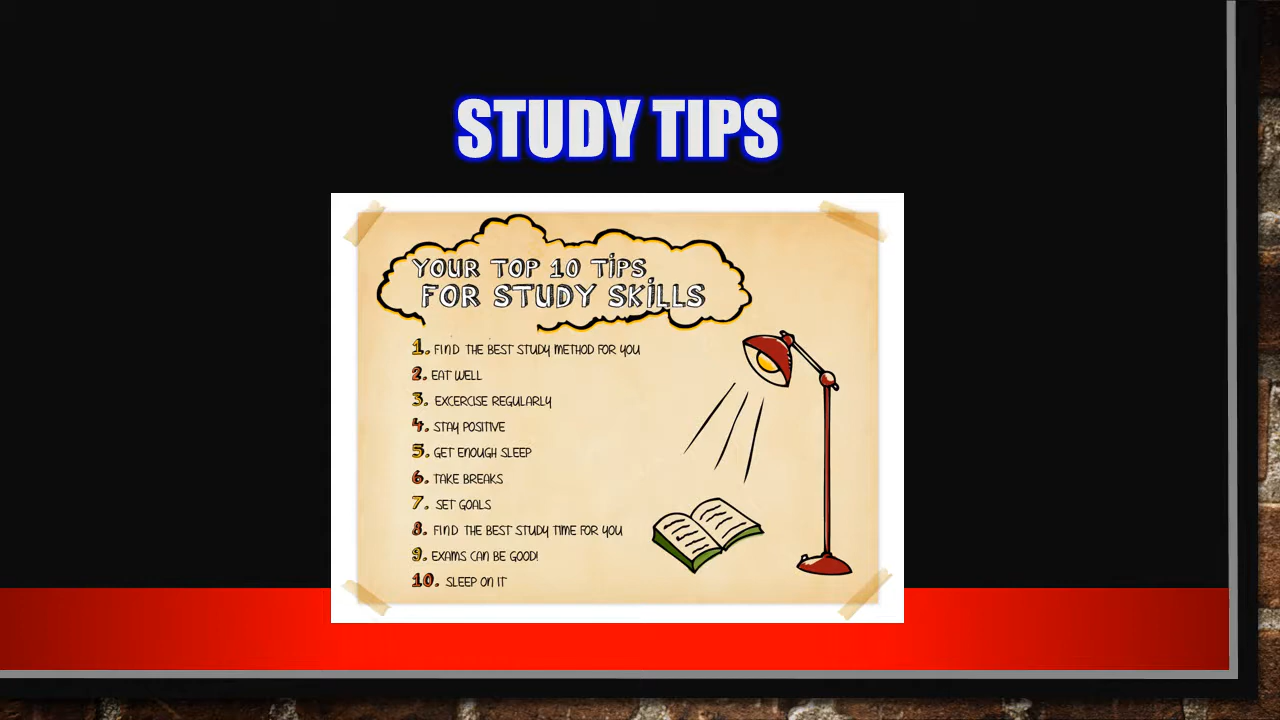 STUDY TIPS
YOUR TOP 10 TiPS
FOR STUDY SKiLLS
1. FIND THE BEST STUDY METHOD FOR YOU
2. EAT WELL
3. EXCERCISE REGULARLY
4. STAY POSITIVE
5. GET ENOUGH SLEEP
6. TAKE BREAKS
7. SET GOALS
8. FIND THE BEST STUDY TIME FOR YOU
9. EXAMS CAN BE GOOD!
10. SLEEP ON IT